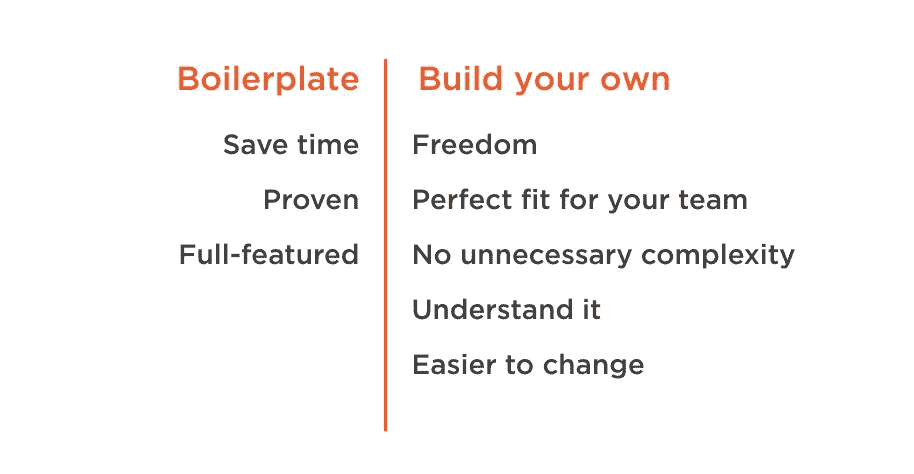 Boilerplate
Save time
Proven
Full-featured
Build your own
Freedom
Perfect fit for your team
No unnecessary complexity
Understand it
Easier to change